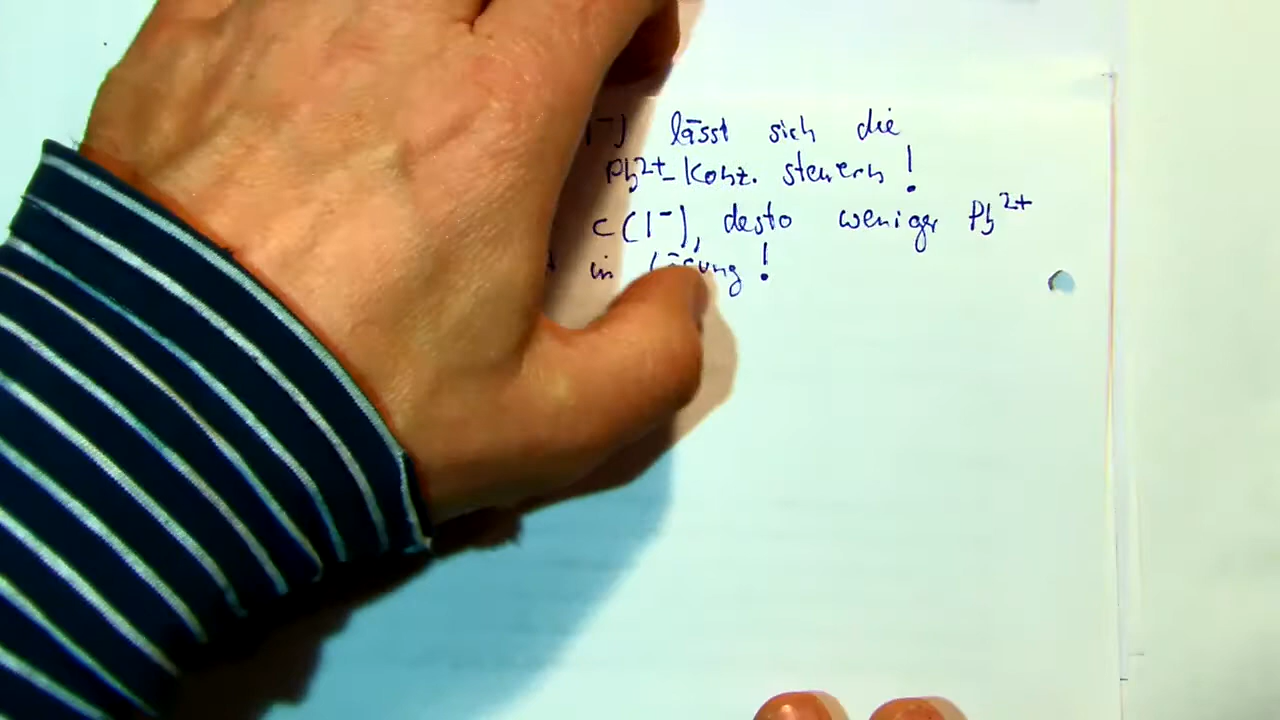 lässt sich die
Pb²⁺-Konz. steuern!
c(I⁻), desto weniger Pb²⁺
in Lösung!